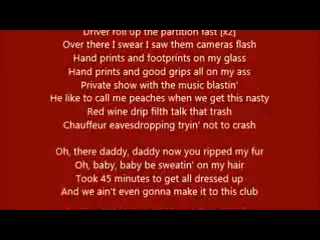 Driver roll up the partition fast [x2]
Over there I swear I saw them cameras flash
Hand prints and footprints on my glass
Hand prints and good grips all on my ass
Private show with the music blastin'
He like to call me peaches when we get this nasty
Red wine drip filth talk that trash
Chauffeur eavesdropping tryin' not to crash

Oh, there daddy, daddy now you ripped my fur
Oh, baby, baby be sweatin' on my hair
Took 45 minutes to get all dressed up
And we ain't even gonna make it to this club